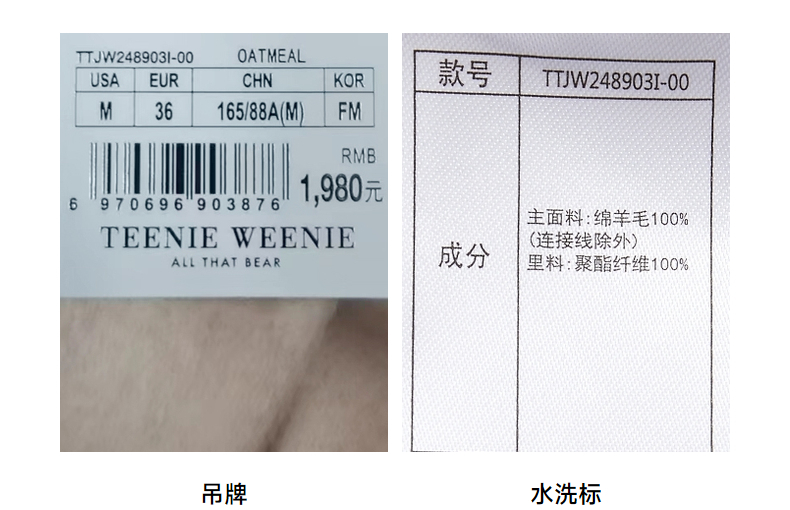 TTJW248903I-00 OATMEAL
USA EUR CHN KOR
M 36 165/88A(M) FM
RMB
1,980元
6 970696 903876
TEENIE WEENIE
ALL THAT BEAR
吊牌
款号 TTJW248903I-00
成分
主面料:绵羊毛100%
(连接线除外)
里料:聚酯纤维100%
水洗标